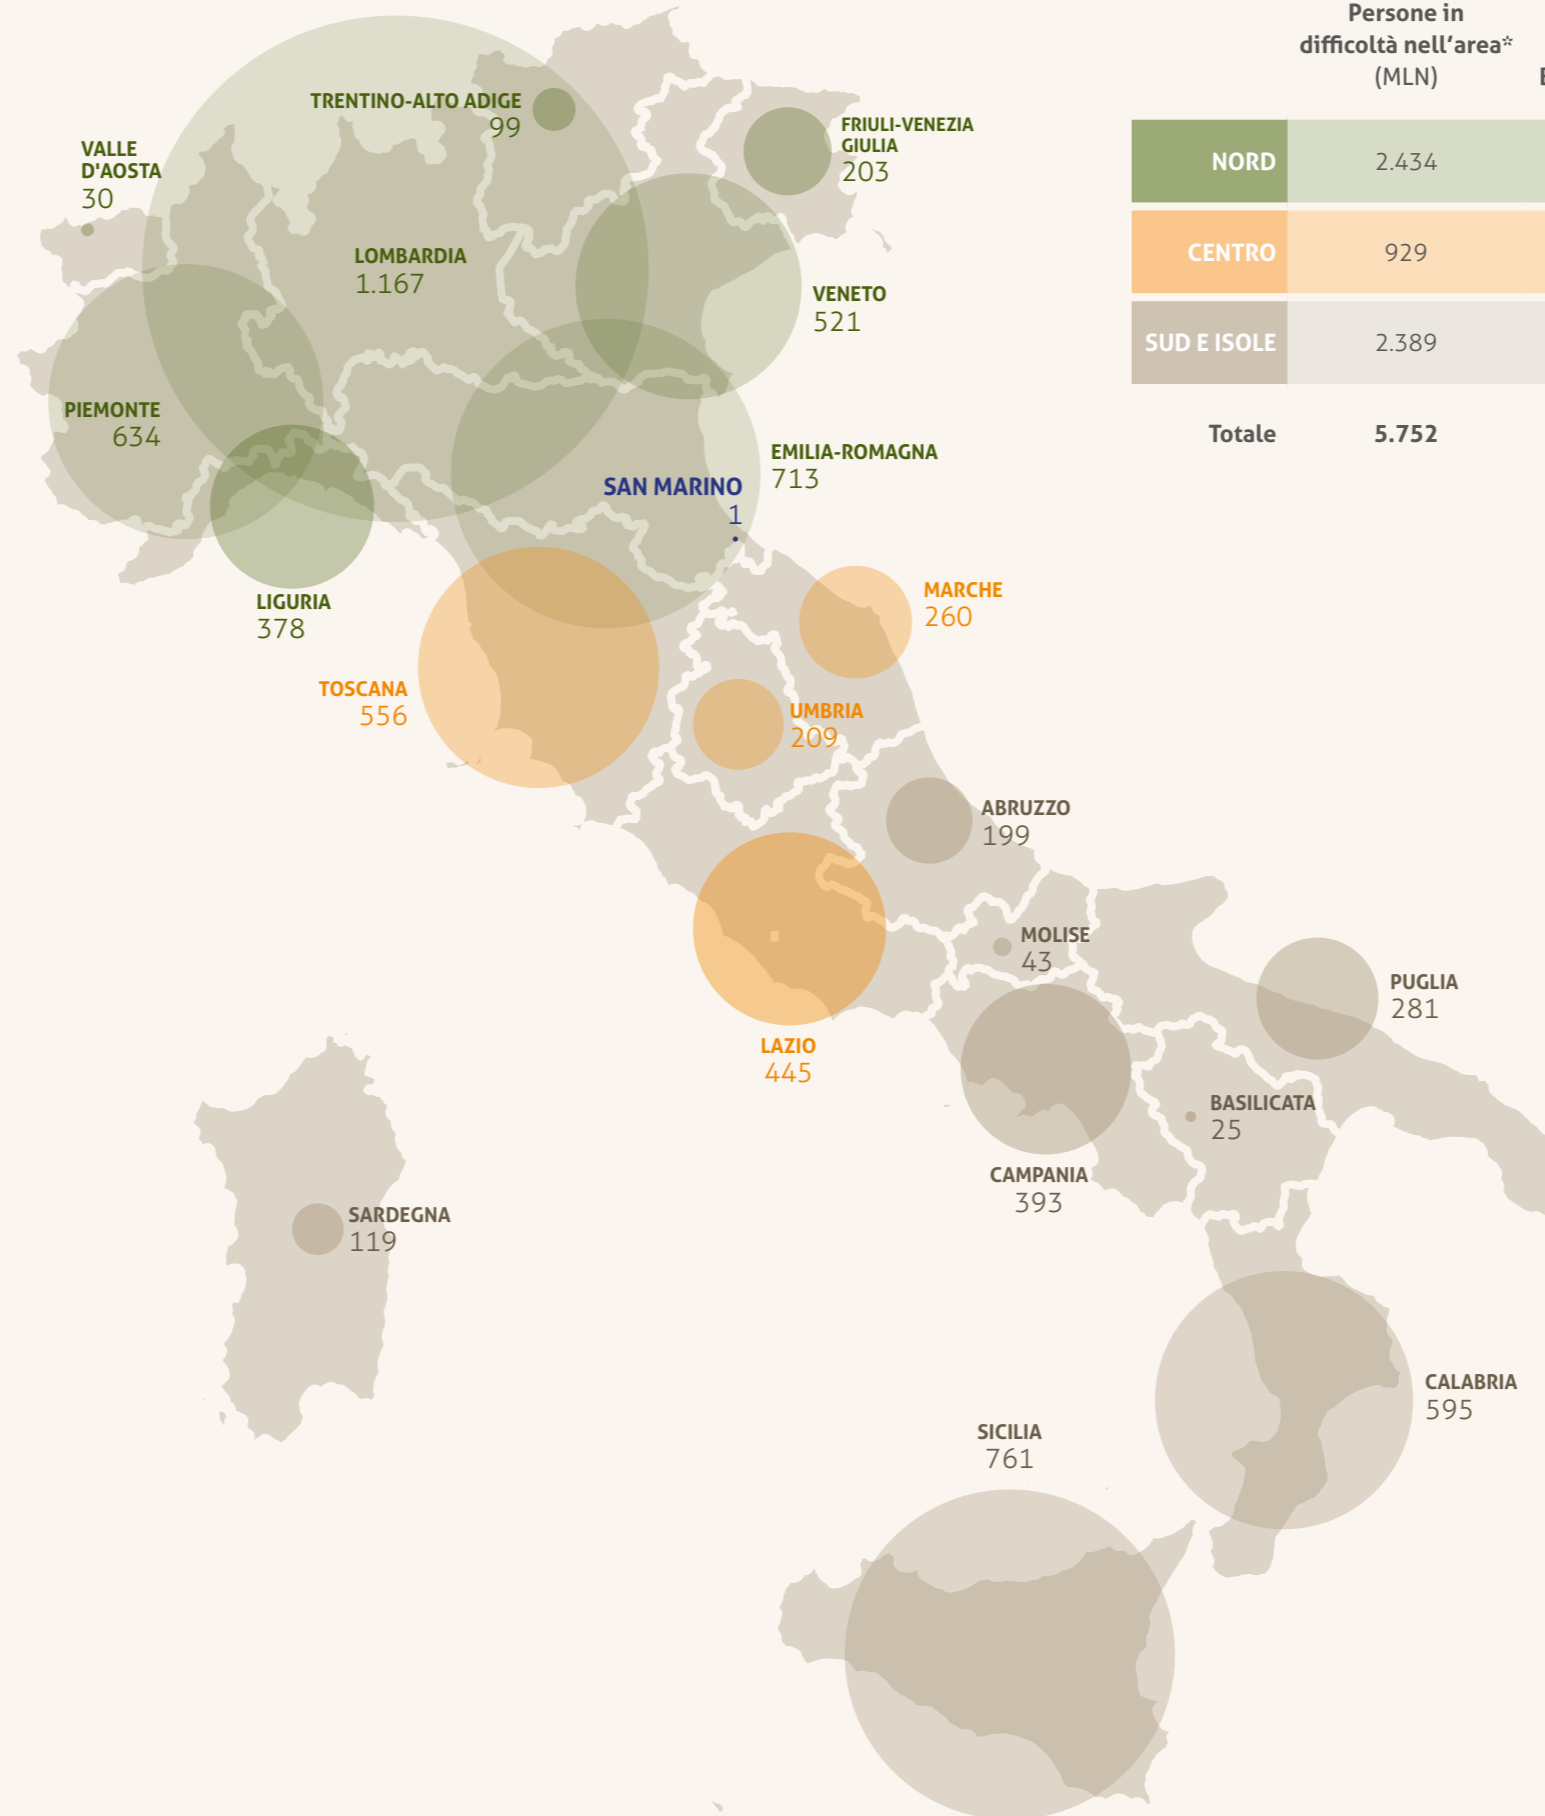 Persone in
difficoltà nell'area*
(MLN)
NORD 2.434
CENTRO 929
SUD E ISOLE 2.389
Totale 5.752
TRENTINO-ALTO ADIGE
99
FRIULI-VENEZIA
GIULIA
203
VALLE
D'AOSTA
30
LOMBARDIA
1.167
VENETO
521
PIEMONTE
634
EMILIA-ROMAGNA
713
SAN MARINO
1
LIGURIA
378
MARCHE
260
TOSCANA
556
UMBRIA
209
ABRUZZO
199
MOLISE
43
PUGLIA
281
LAZIO
445
BASILICATA
25
CAMPANIA
393
SARDEGNA
119
CALABRIA
595
SICILIA
761